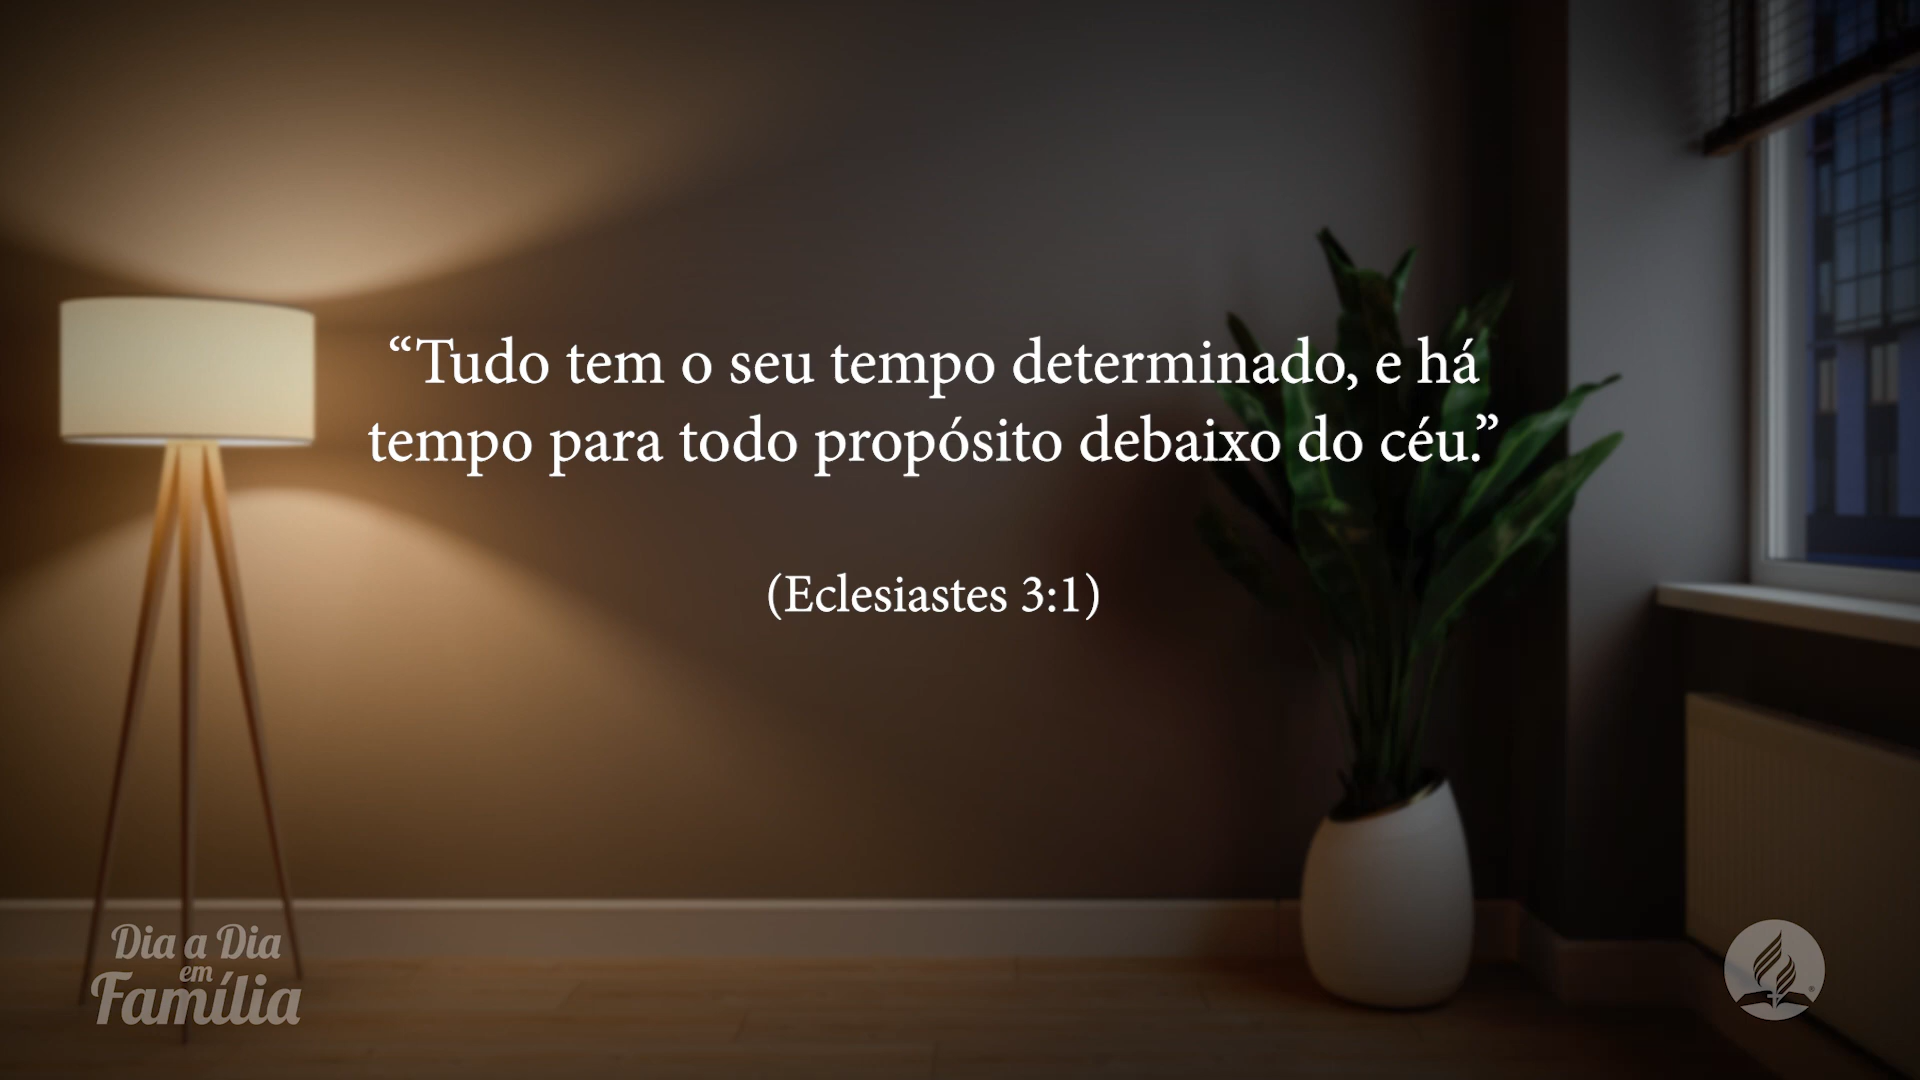 “Tudo tem o seu tempo determinado, e há
tempo para todo propósito debaixo do céu.”
(Eclesiastes 3:1)
Dia a Dia
em
Família